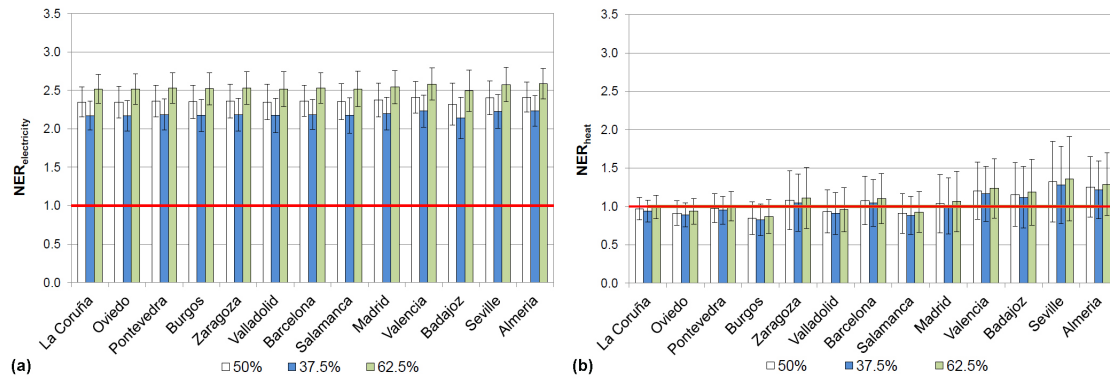 3.5
3.0
2.5
2.0
1.5
1.0
0.5
0.0
NERelectricity
La Coruña
Oviedo
Pontevedra
Burgos
Zaragoza
Valladolid
Barcelona
Salamanca
Madrid
Valencia
Badajoz
Seville
Almeria
(a)
50% 37.5% 62.5%
3.5
3.0
2.5
2.0
1.5
1.0
0.5
0.0
NERheat
La Coruña
Oviedo
Pontevedra
Burgos
Zaragoza
Valladolid
Barcelona
Salamanca
Madrid
Valencia
Badajoz
Seville
Almeria
(b)
50% 37.5% 62.5%